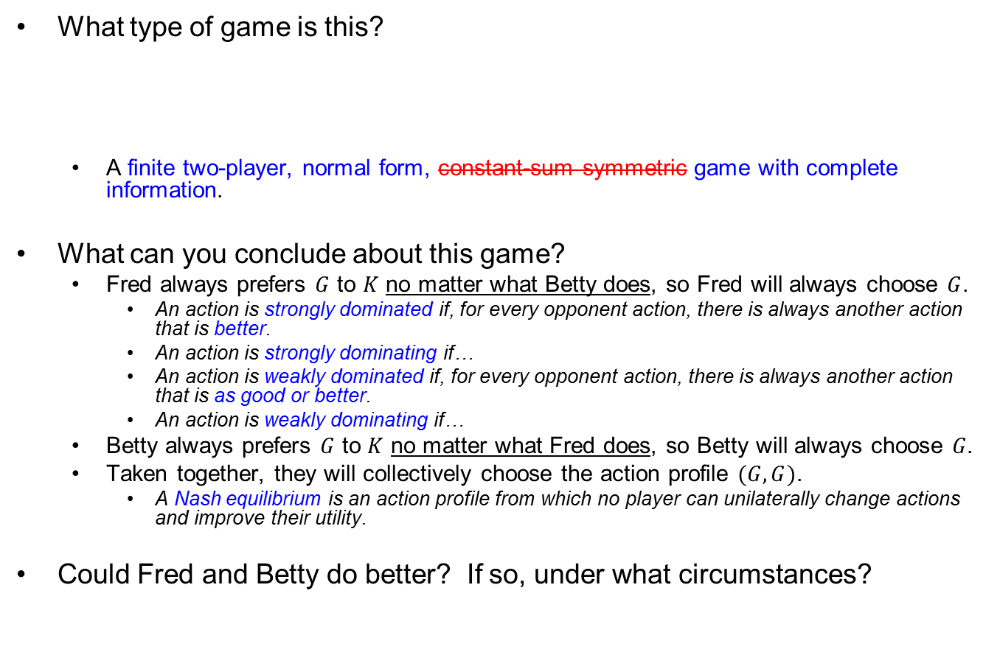 • What type of game is this?
• A finite two-player, normal form, constant-sum symmetric game with complete
information.
• What can you conclude about this game?
• Fred always prefers G to K no matter what Betty does, so Fred will always choose G.
• An action is strongly dominated if, for every opponent action, there is always another action
that is better.
• An action is strongly dominating if…
• An action is weakly dominated if, for every opponent action, there is always another action
that is as good or better.
• An action is weakly dominating if…
• Betty always prefers G to K no matter what Fred does, so Betty will always choose G.
• Taken together, they will collectively choose the action profile (G, G).
• A Nash equilibrium is an action profile from which no player can unilaterally change actions
and improve their utility.
• Could Fred and Betty do better? If so, under what circumstances?